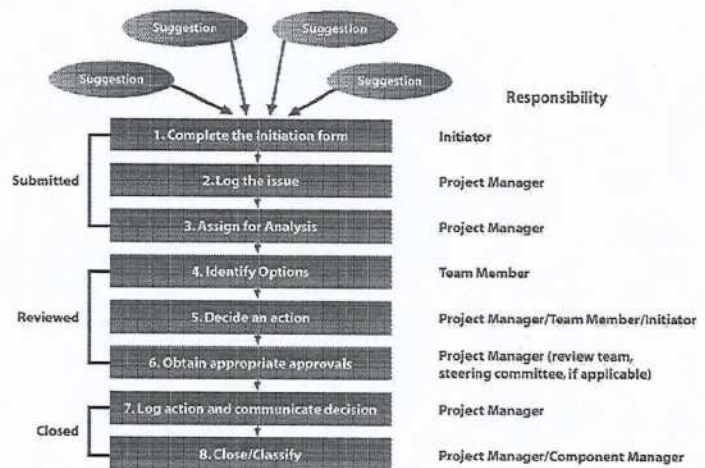 Suggestion
Suggestion
Suggestion
Suggestion
Responsibility
1. Complete the Initiation form
Initiator
Submitted
2. Log the issue
Project Manager
3. Assign for Analysis
Project Manager
4. Identify Options
Team Member
Reviewed
5. Decide an action
Project Manager/Team Member/Initiator
6. Obtain appropriate approvals
Project Manager (review team,
steering committee, if applicable)
7. Log action and communicate decision
Project Manager
Closed
8. Close/Classify
Project Manager/Component Manager